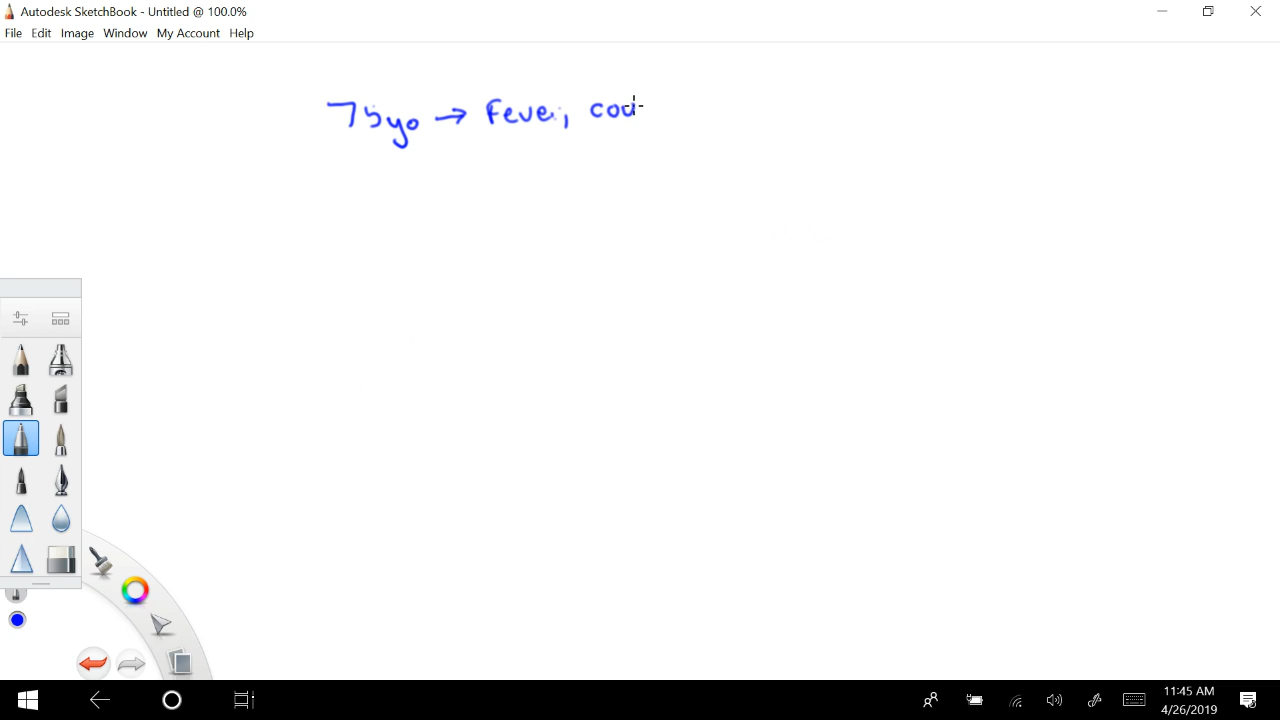 Autodesk SketchBook - Untitled @ 100.0%
File Edit Image Window My Account Help
75yo → Fever, cou
11:45 AM
4/26/2019